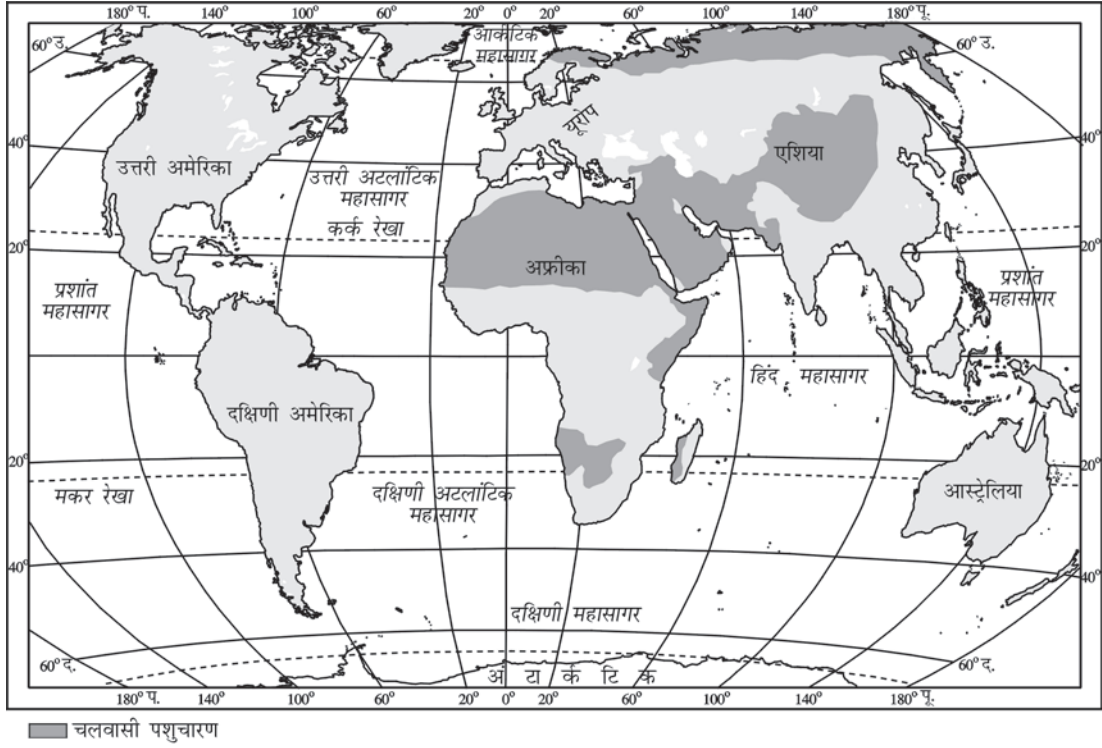 180° प. 140° 100° 60° 20° 0° 20° 60° 100° 140° 180° पू.
60° उ.
आर्कटिक
महासागर
60° उ.
यूरोप
40°
40°
एशिया
उत्तरी अमेरिका
उत्तरी अटलांटिक
महासागर
कर्क रेखा
20°
20°
अफ्रीका
प्रशांत
महासागर
प्रशांत
महासागर
हिंद महासागर
दक्षिणी अमेरिका
20°
20°
मकर रेखा
दक्षिणी अटलांटिक
महासागर
आस्ट्रेलिया
40°
40°
दक्षिणी महासागर
60° द.
60° द.
अंटार्कटिक
180° प. 140° 100° 60° 20° 0° 20° 60° 100° 140° 180° पू.
चलवासी पशुचारण